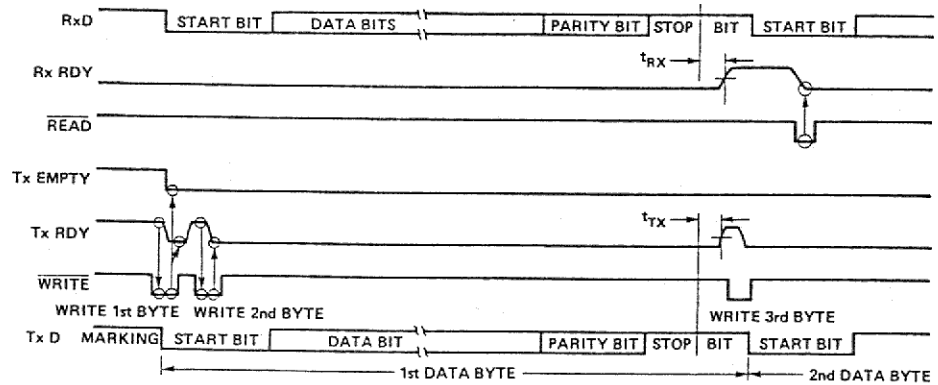 RxD START BIT DATA BITS PARITY BIT STOP BIT START BIT
tRX
Rx RDY
READ
Tx EMPTY
tTX
Tx RDY
WRITE
WRITE 1st BYTE WRITE 2nd BYTE WRITE 3rd BYTE
Tx D MARKING START BIT DATA BIT PARITY BIT STOP BIT START BIT
1st DATA BYTE 2nd DATA BYTE